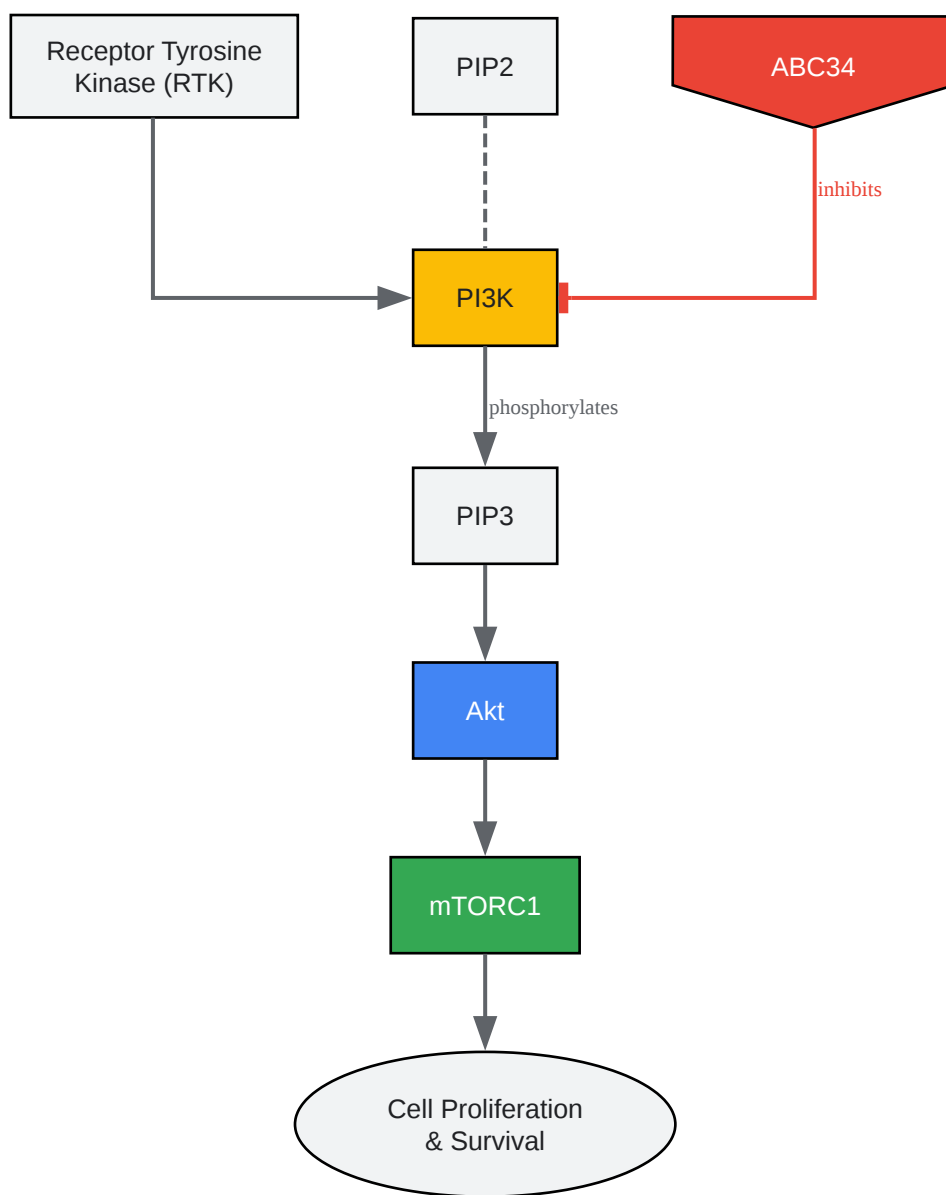 Receptor Tyrosine
Kinase (RTK)
PIP2
ABC34
inhibits
PI3K
phosphorylates
PIP3
Akt
mTORC1
Cell Proliferation
& Survival